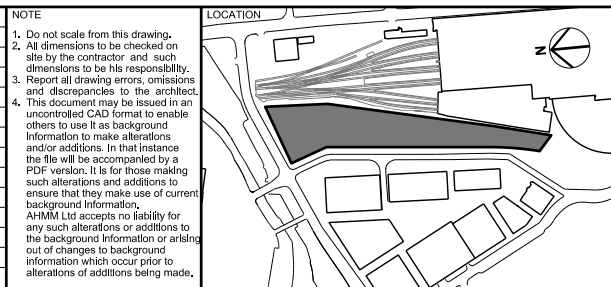 NOTE
1. Do not scale from this drawing.
2. All dimensions to be checked on
site by the contractor and such
dimensions to be his responsibility.
3. Report all drawing errors, omissions
and discrepancies to the architect.
4. This document may be issued in an
uncontrolled CAD format to enable
others to use it as background
information to make alterations
and/or additions. In that instance
the file will be accompanied by a
PDF version. It is for those making
such alterations and additions to
ensure that they make use of current
background information.
AHMM Ltd accepts no liability for
any such alterations or additions to
the background information or arising
out of changes to background
information which occur prior to
alterations of additions being made.
LOCATION
N